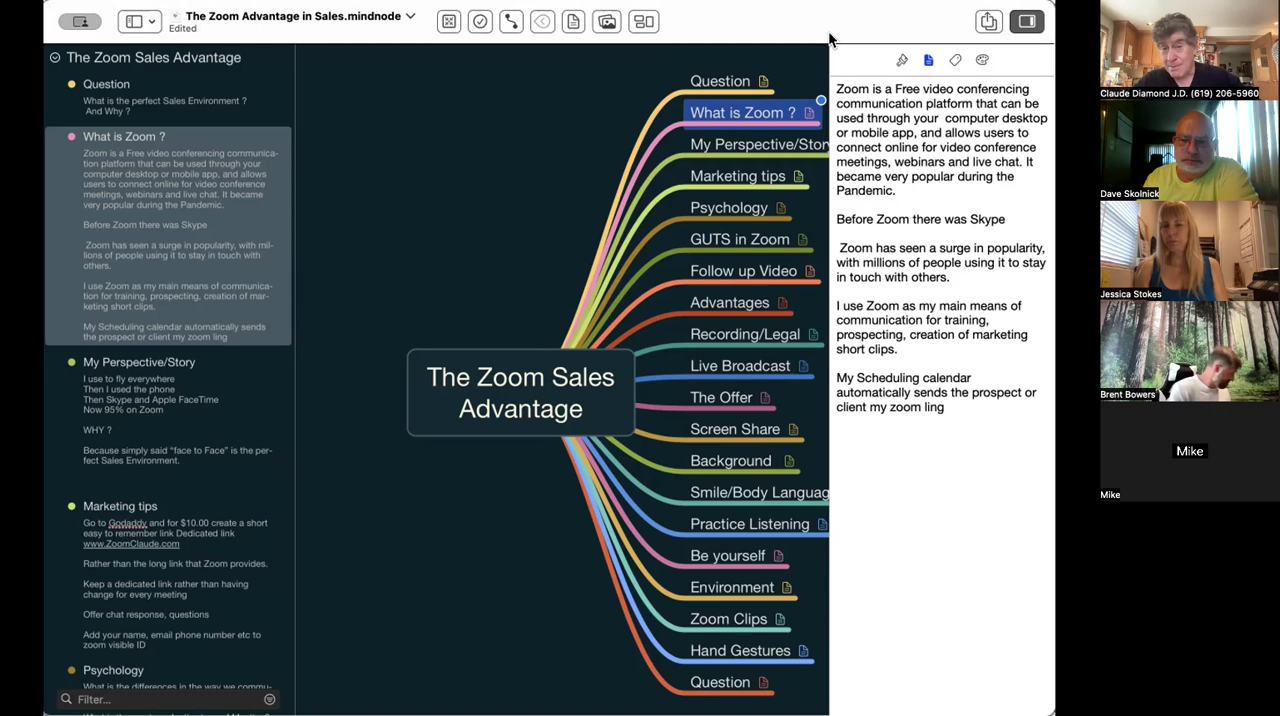 The Zoom Advantage in Sales.mindnode
Edited
The Zoom Sales Advantage
Question
What is the perfect Sales Environment ?
And Why ?
What is Zoom ?
Zoom is a Free video conferencing communica-
tion platform that can be used through your
computer desktop or mobile app, and allows
users to connect online for video conference
meetings, webinars and live chat. It became
very popular during the Pandemic.
Before Zoom there was Skype
Zoom has seen a surge in popularity, with mil-
lions of people using it to stay in touch with
others.
I use Zoom as my main means of communica-
tion for training, prospecting, creation of mar-
keting short clips.
My Scheduling calendar automatically sends
the prospect or client my zoom ling
My Perspective/Story
I use to fly everywhere
Then I used the phone
Then Skype and Apple FaceTime
Now 95% on Zoom
WHY ?
Because simply said “face to Face” is the per-
fect Sales Environment.
Marketing tips
Go to Godaddy and for $10.00 create a short
easy to remember link Dedicated link
www.ZoomClaude.com
Rather than the long link that Zoom provides.
Keep a dedicated link rather than having
change for every meeting
Offer chat response, questions
Add your name, email phone number etc to
zoom visible ID
Psychology
What is the differences in the way we commu-
Filter...
The Zoom Sales
Advantage
Question
What is Zoom ?
My Perspective/Story
Marketing tips
Psychology
GUTS in Zoom
Follow up Video
Advantages
Recording/Legal
Live Broadcast
The Offer
Screen Share
Background
Smile/Body Languag
Practice Listening
Be yourself
Environment
Zoom Clips
Hand Gestures
Question
Zoom is a Free video conferencing
communication platform that can be
used through your computer desktop
or mobile app, and allows users to
connect online for video conference
meetings, webinars and live chat. It
became very popular during the
Pandemic.
Before Zoom there was Skype
Zoom has seen a surge in popularity,
with millions of people using it to stay
in touch with others.
I use Zoom as my main means of
communication for training,
prospecting, creation of marketing
short clips.
My Scheduling calendar
automatically sends the prospect or
client my zoom ling
Claude Diamond J.D. (619) 206-5960
Dave Skolnick
Jessica Stokes
Brent Bowers
Mike
Mike